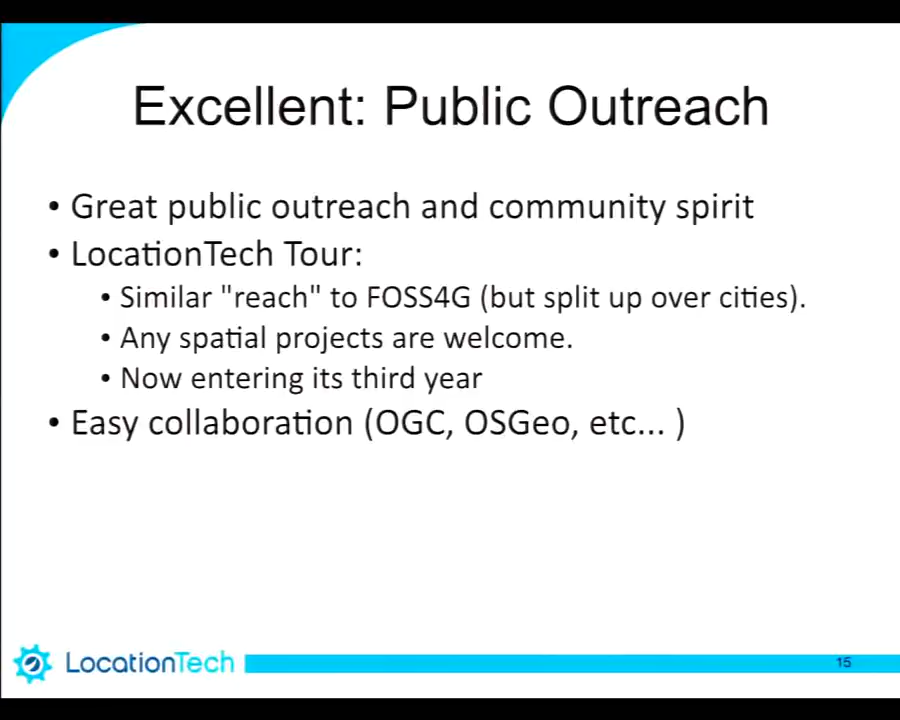 Excellent: Public Outreach
• Great public outreach and community spirit
• LocationTech Tour:
• Similar "reach" to FOSS4G (but split up over cities).
• Any spatial projects are welcome.
• Now entering its third year
• Easy collaboration (OGC, OSGeo, etc... )
LocationTech
15